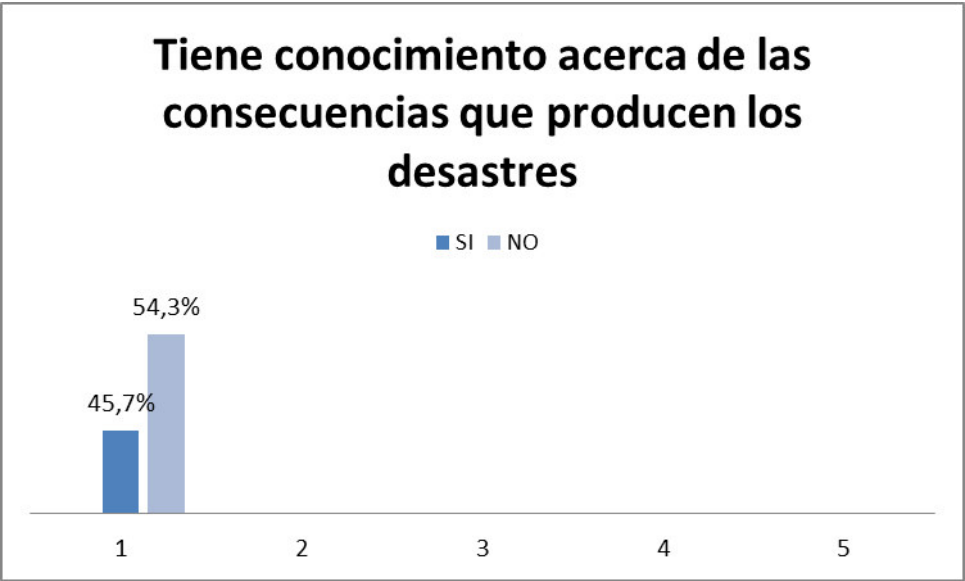 Tiene conocimiento acerca de las
consecuencias que producen los
desastres
SI NO
54,3%
45,7%
1 2 3 4 5